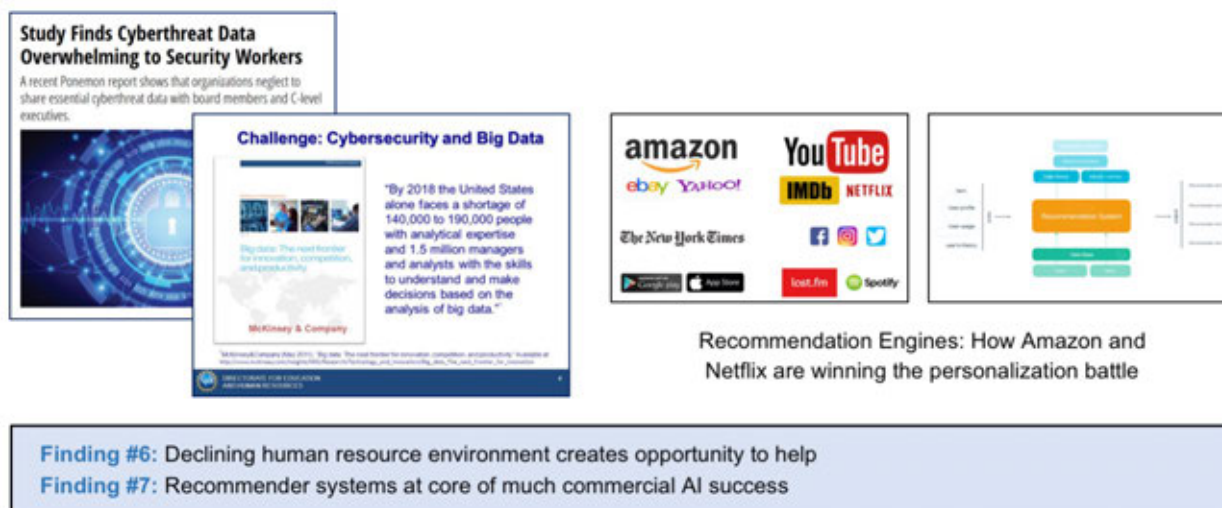 Study Finds Cyberthreat Data
Overwhelming to Security Workers
A recent Ponemon report shows that organizations neglect to
share essential cyberthreat data with board members and C-level
executives.
Challenge: Cybersecurity and Big Data
Big data: The next frontier
for innovation, competition,
and productivity
McKinsey & Company
"By 2018 the United States
alone faces a shortage of
140,000 to 190,000 people
with analytical expertise
and 1.5 million managers
and analysts with the skills
to understand and make
decisions based on the
analysis of big data."
DIRECTORATE FOR EDUCATION
AND HUMAN RESOURCES
amazon
YouTube
ebay YAHOO!
IMDb NETFLIX
The New York Times
Google play App Store
lost.fm Spotify
Recommendation System
Recommendation Engines: How Amazon and
Netflix are winning the personalization battle
Finding #6: Declining human resource environment creates opportunity to help
Finding #7: Recommender systems at core of much commercial AI success